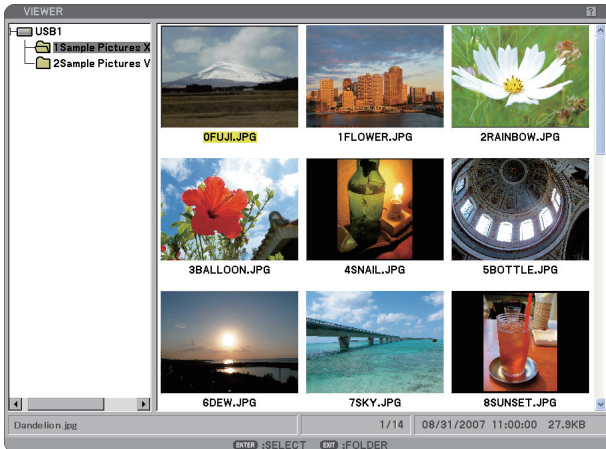 VIEWER
?
USB1
1Sample Pictures X
2Sample Pictures V
0FUJI.JPG
1FLOWER.JPG
2RAINBOW.JPG
3BALLOON.JPG
4SNAIL.JPG
5BOTTLE.JPG
6DEW.JPG
7SKY.JPG
8SUNSET.JPG
Dandelion.jpg 1/14 08/31/2007 11:00:00 27.9KB
ENTER :SELECT EXIT :FOLDER